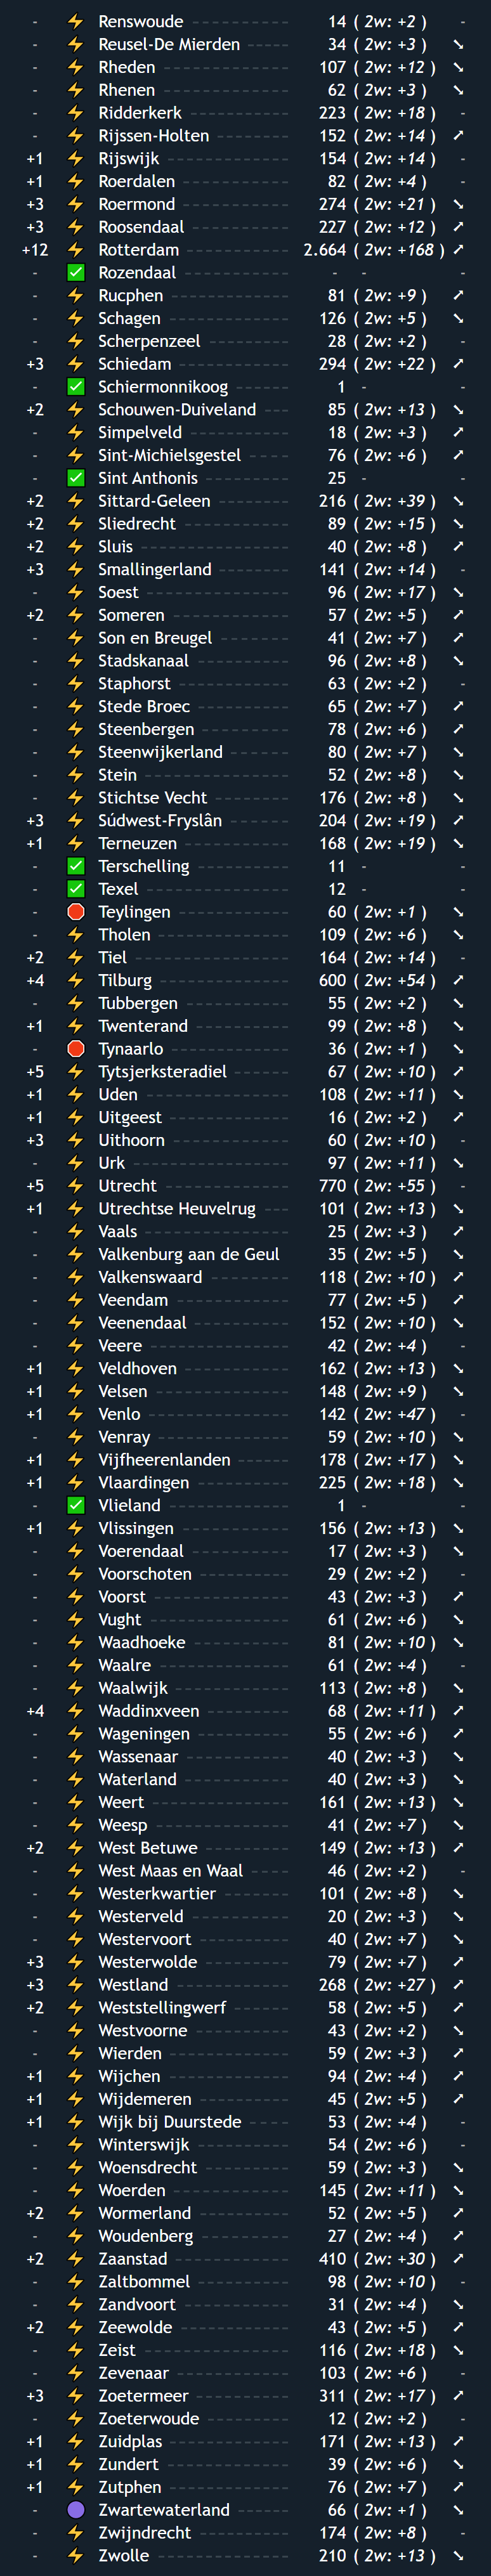 - ⚡ Renswoude 14 ( 2w: +2 ) -
- ⚡ Reusel-De Mierden 34 ( 2w: +3 ) ➘
- ⚡ Rheden 107 ( 2w: +12 ) ➘
- ⚡ Rhenen 62 ( 2w: +3 ) ➘
- ⚡ Ridderkerk 223 ( 2w: +18 ) -
- ⚡ Rijssen-Holten 152 ( 2w: +14 ) ➚
+1 ⚡ Rijswijk 154 ( 2w: +14 ) -
+1 ⚡ Roerdalen 82 ( 2w: +4 ) -
+3 ⚡ Roermond 274 ( 2w: +21 ) ➘
+3 ⚡ Roosendaal 227 ( 2w: +12 ) ➚
+12 ⚡ Rotterdam 2.664 ( 2w: +168 ) ➚
- ✅ Rozendaal - - -
- ⚡ Rucphen 81 ( 2w: +9 ) ➚
- ⚡ Schagen 126 ( 2w: +5 ) ➘
- ⚡ Scherpenzeel 28 ( 2w: +2 ) -
+3 ⚡ Schiedam 294 ( 2w: +22 ) ➚
- ✅ Schiermonnikoog 1 - -
+2 ⚡ Schouwen-Duiveland 85 ( 2w: +13 ) ➘
- ⚡ Simpelveld 18 ( 2w: +3 ) ➚
- ⚡ Sint-Michielsgestel 76 ( 2w: +6 ) ➚
- ✅ Sint Anthonis 25 - -
+2 ⚡ Sittard-Geleen 216 ( 2w: +39 ) ➘
+2 ⚡ Sliedrecht 89 ( 2w: +15 ) ➘
+2 ⚡ Sluis 40 ( 2w: +8 ) ➚
+3 ⚡ Smallingerland 141 ( 2w: +14 ) -
- ⚡ Soest 96 ( 2w: +17 ) ➘
+2 ⚡ Someren 57 ( 2w: +5 ) ➚
- ⚡ Son en Breugel 41 ( 2w: +7 ) ➚
- ⚡ Stadskanaal 96 ( 2w: +8 ) ➘
- ⚡ Staphorst 63 ( 2w: +2 ) -
- ⚡ Stede Broec 65 ( 2w: +7 ) ➚
- ⚡ Steenbergen 78 ( 2w: +6 ) ➚
- ⚡ Steenwijkerland 80 ( 2w: +7 ) ➘
- ⚡ Stein 52 ( 2w: +8 ) ➘
- ⚡ Stichtse Vecht 176 ( 2w: +8 ) ➘
+3 ⚡ Súdwest-Fryslân 204 ( 2w: +19 ) ➚
+1 ⚡ Terneuzen 168 ( 2w: +19 ) ➘
- ✅ Terschelling 11 - -
- ✅ Texel 12 - -
- 🛑 Teylingen 60 ( 2w: +1 ) ➘
- ⚡ Tholen 109 ( 2w: +6 ) ➘
+2 ⚡ Tiel 164 ( 2w: +14 ) -
+4 ⚡ Tilburg 600 ( 2w: +54 ) ➚
- ⚡ Tubbergen 55 ( 2w: +2 ) ➘
+1 ⚡ Twenterand 99 ( 2w: +8 ) ➘
- 🛑 Tynaarlo 36 ( 2w: +1 ) ➘
+5 ⚡ Tytsjerksteradiel 67 ( 2w: +10 ) ➚
+1 ⚡ Uden 108 ( 2w: +11 ) ➘
+1 ⚡ Uitgeest 16 ( 2w: +2 ) ➚
+3 ⚡ Uithoorn 60 ( 2w: +10 ) -
- ⚡ Urk 97 ( 2w: +11 ) ➘
+5 ⚡ Utrecht 770 ( 2w: +55 ) -
+1 ⚡ Utrechtse Heuvelrug 101 ( 2w: +13 ) ➘
- ⚡ Vaals 25 ( 2w: +3 ) ➚
- ⚡ Valkenburg aan de Geul 35 ( 2w: +5 ) ➘
- ⚡ Valkenswaard 118 ( 2w: +10 ) ➚
- ⚡ Veendam 77 ( 2w: +5 ) ➚
- ⚡ Veenendaal 152 ( 2w: +10 ) ➘
- ⚡ Veere 42 ( 2w: +4 ) -
+1 ⚡ Veldhoven 162 ( 2w: +13 ) ➘
+1 ⚡ Velsen 148 ( 2w: +9 ) ➘
+1 ⚡ Venlo 142 ( 2w: +47 ) -
- ⚡ Venray 59 ( 2w: +10 ) ➘
+1 ⚡ Vijfheerenlanden 178 ( 2w: +17 ) ➘
+1 ⚡ Vlaardingen 225 ( 2w: +18 ) ➘
- ✅ Vlieland 1 - -
+1 ⚡ Vlissingen 156 ( 2w: +13 ) ➘
- ⚡ Voerendaal 17 ( 2w: +3 ) ➘
- ⚡ Voorschoten 29 ( 2w: +2 ) -
- ⚡ Voorst 43 ( 2w: +3 ) ➚
- ⚡ Vught 61 ( 2w: +6 ) ➘
- ⚡ Waadhoeke 81 ( 2w: +10 ) ➘
- ⚡ Waalre 61 ( 2w: +4 ) -
- ⚡ Waalwijk 113 ( 2w: +8 ) ➘
+4 ⚡ Waddinxveen 68 ( 2w: +11 ) ➚
- ⚡ Wageningen 55 ( 2w: +6 ) ➚
- ⚡ Wassenaar 40 ( 2w: +3 ) ➘
- ⚡ Waterland 40 ( 2w: +3 ) ➘
- ⚡ Weert 161 ( 2w: +13 ) ➘
- ⚡ Weesp 41 ( 2w: +7 ) ➘
+2 ⚡ West Betuwe 149 ( 2w: +13 ) ➚
- ⚡ West Maas en Waal 46 ( 2w: +2 ) -
- ⚡ Westerkwartier 101 ( 2w: +8 ) ➘
- ⚡ Westerveld 20 ( 2w: +3 ) ➘
- ⚡ Westervoort 40 ( 2w: +7 ) ➘
+3 ⚡ Westerwolde 79 ( 2w: +7 ) ➚
+3 ⚡ Westland 268 ( 2w: +27 ) ➚
+2 ⚡ Weststellingwerf 58 ( 2w: +5 ) ➚
- ⚡ Westvoorne 43 ( 2w: +2 ) ➘
- ⚡ Wierden 59 ( 2w: +3 ) ➚
+1 ⚡ Wijchen 94 ( 2w: +4 ) ➚
+1 ⚡ Wijdemeren 45 ( 2w: +5 ) ➚
+1 ⚡ Wijk bij Duurstede 53 ( 2w: +4 ) -
- ⚡ Winterswijk 54 ( 2w: +6 ) -
- ⚡ Woensdrecht 59 ( 2w: +3 ) ➘
- ⚡ Woerden 145 ( 2w: +11 ) ➘
+2 ⚡ Wormerland 52 ( 2w: +5 ) ➚
- ⚡ Woudenberg 27 ( 2w: +4 ) ➚
+2 ⚡ Zaanstad 410 ( 2w: +30 ) ➚
- ⚡ Zaltbommel 98 ( 2w: +10 ) -
- ⚡ Zandvoort 31 ( 2w: +4 ) ➘
+2 ⚡ Zeewolde 43 ( 2w: +5 ) ➚
- ⚡ Zeist 116 ( 2w: +18 ) ➘
- ⚡ Zevenaar 103 ( 2w: +6 ) -
+3 ⚡ Zoetermeer 311 ( 2w: +17 ) ➚
- ⚡ Zoeterwoude 12 ( 2w: +2 ) -
+1 ⚡ Zuidplas 171 ( 2w: +13 ) ➚
+1 ⚡ Zundert 39 ( 2w: +6 ) ➘
+1 ⚡ Zutphen 76 ( 2w: +7 ) ➚
- 🟣 Zwartewaterland 66 ( 2w: +1 ) ➘
- ⚡ Zwijndrecht 174 ( 2w: +8 ) -
- ⚡ Zwolle 210 ( 2w: +13 ) ➘